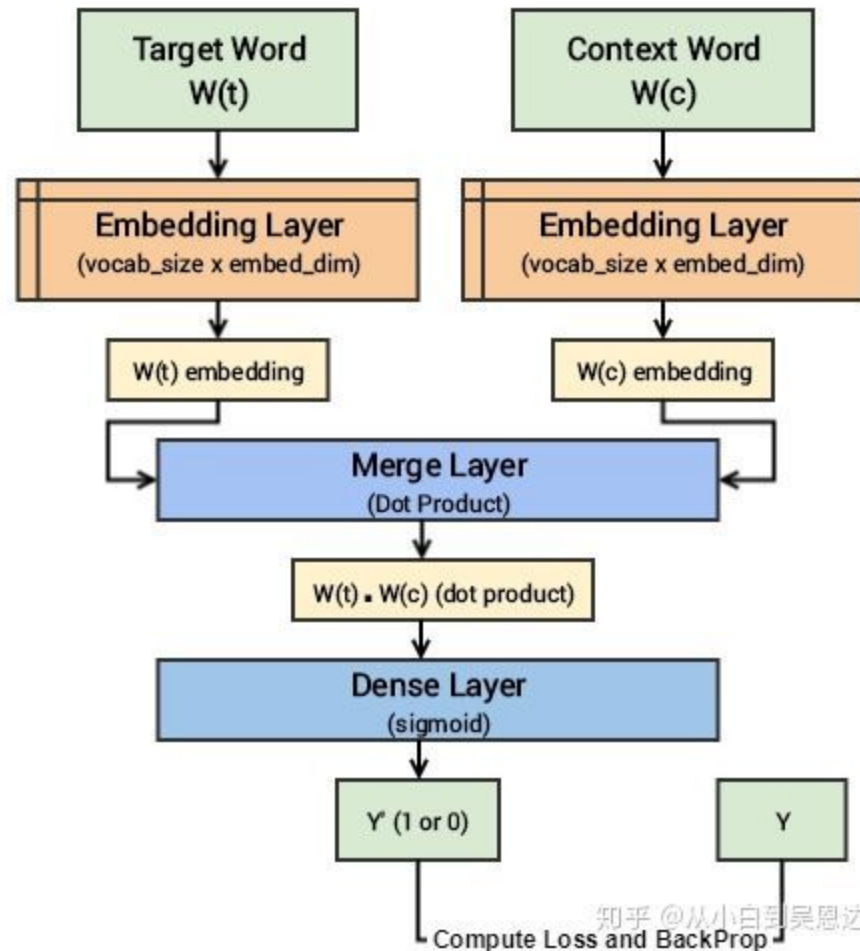 Target Word
W(t)
Context Word
W(c)
Embedding Layer
(vocab_size x embed_dim)
Embedding Layer
(vocab_size x embed_dim)
W(t) embedding
W(c) embedding
Merge Layer
(Dot Product)
W(t) . W(c) (dot product)
Dense Layer
(sigmoid)
Y' (1 or 0)
Y
知乎 @从小白到吴恩达
Compute Loss and BackProp